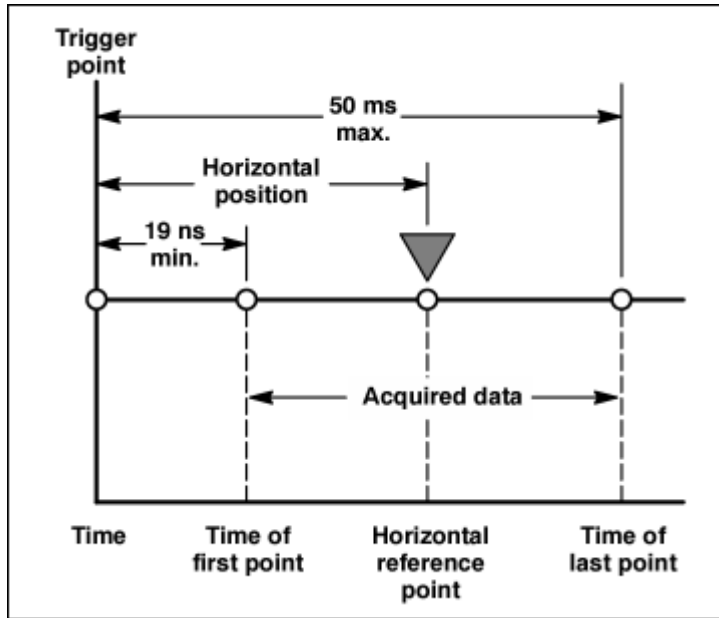 Trigger
point
50 ms
max.
Horizontal
position
19 ns
min.
Acquired data
Time
Time of
first point
Horizontal
reference
point
Time of
last point